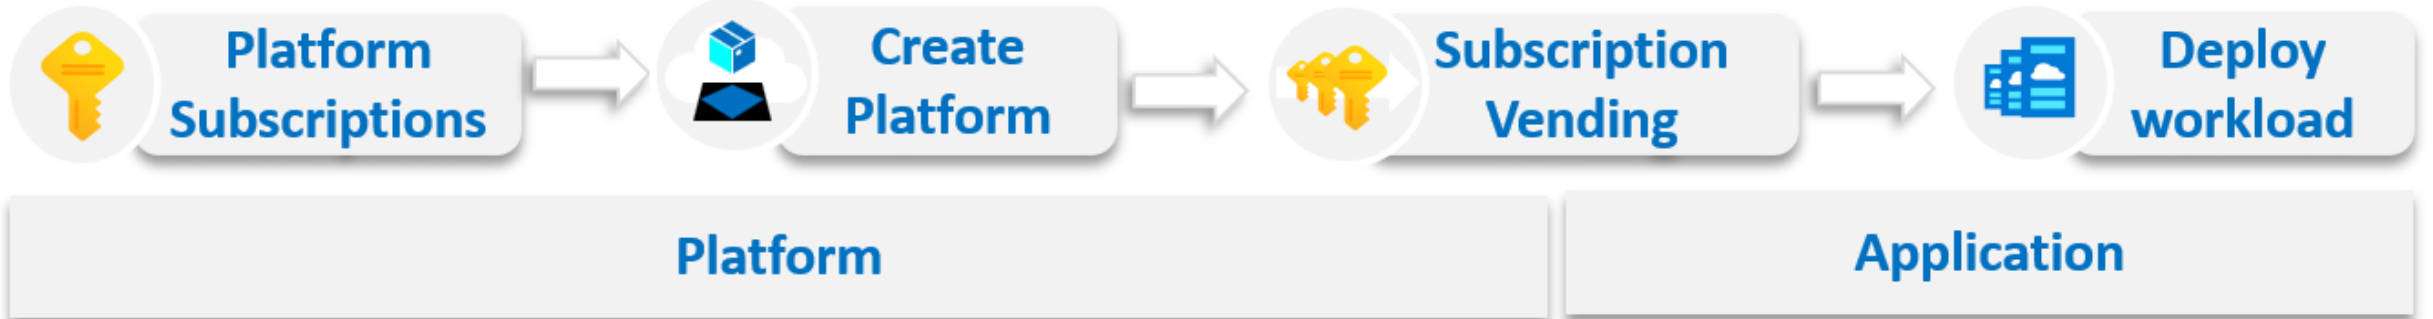 Platform
Subscriptions
Create
Platform
Subscription
Vending
Deploy
workload
Platform
Application